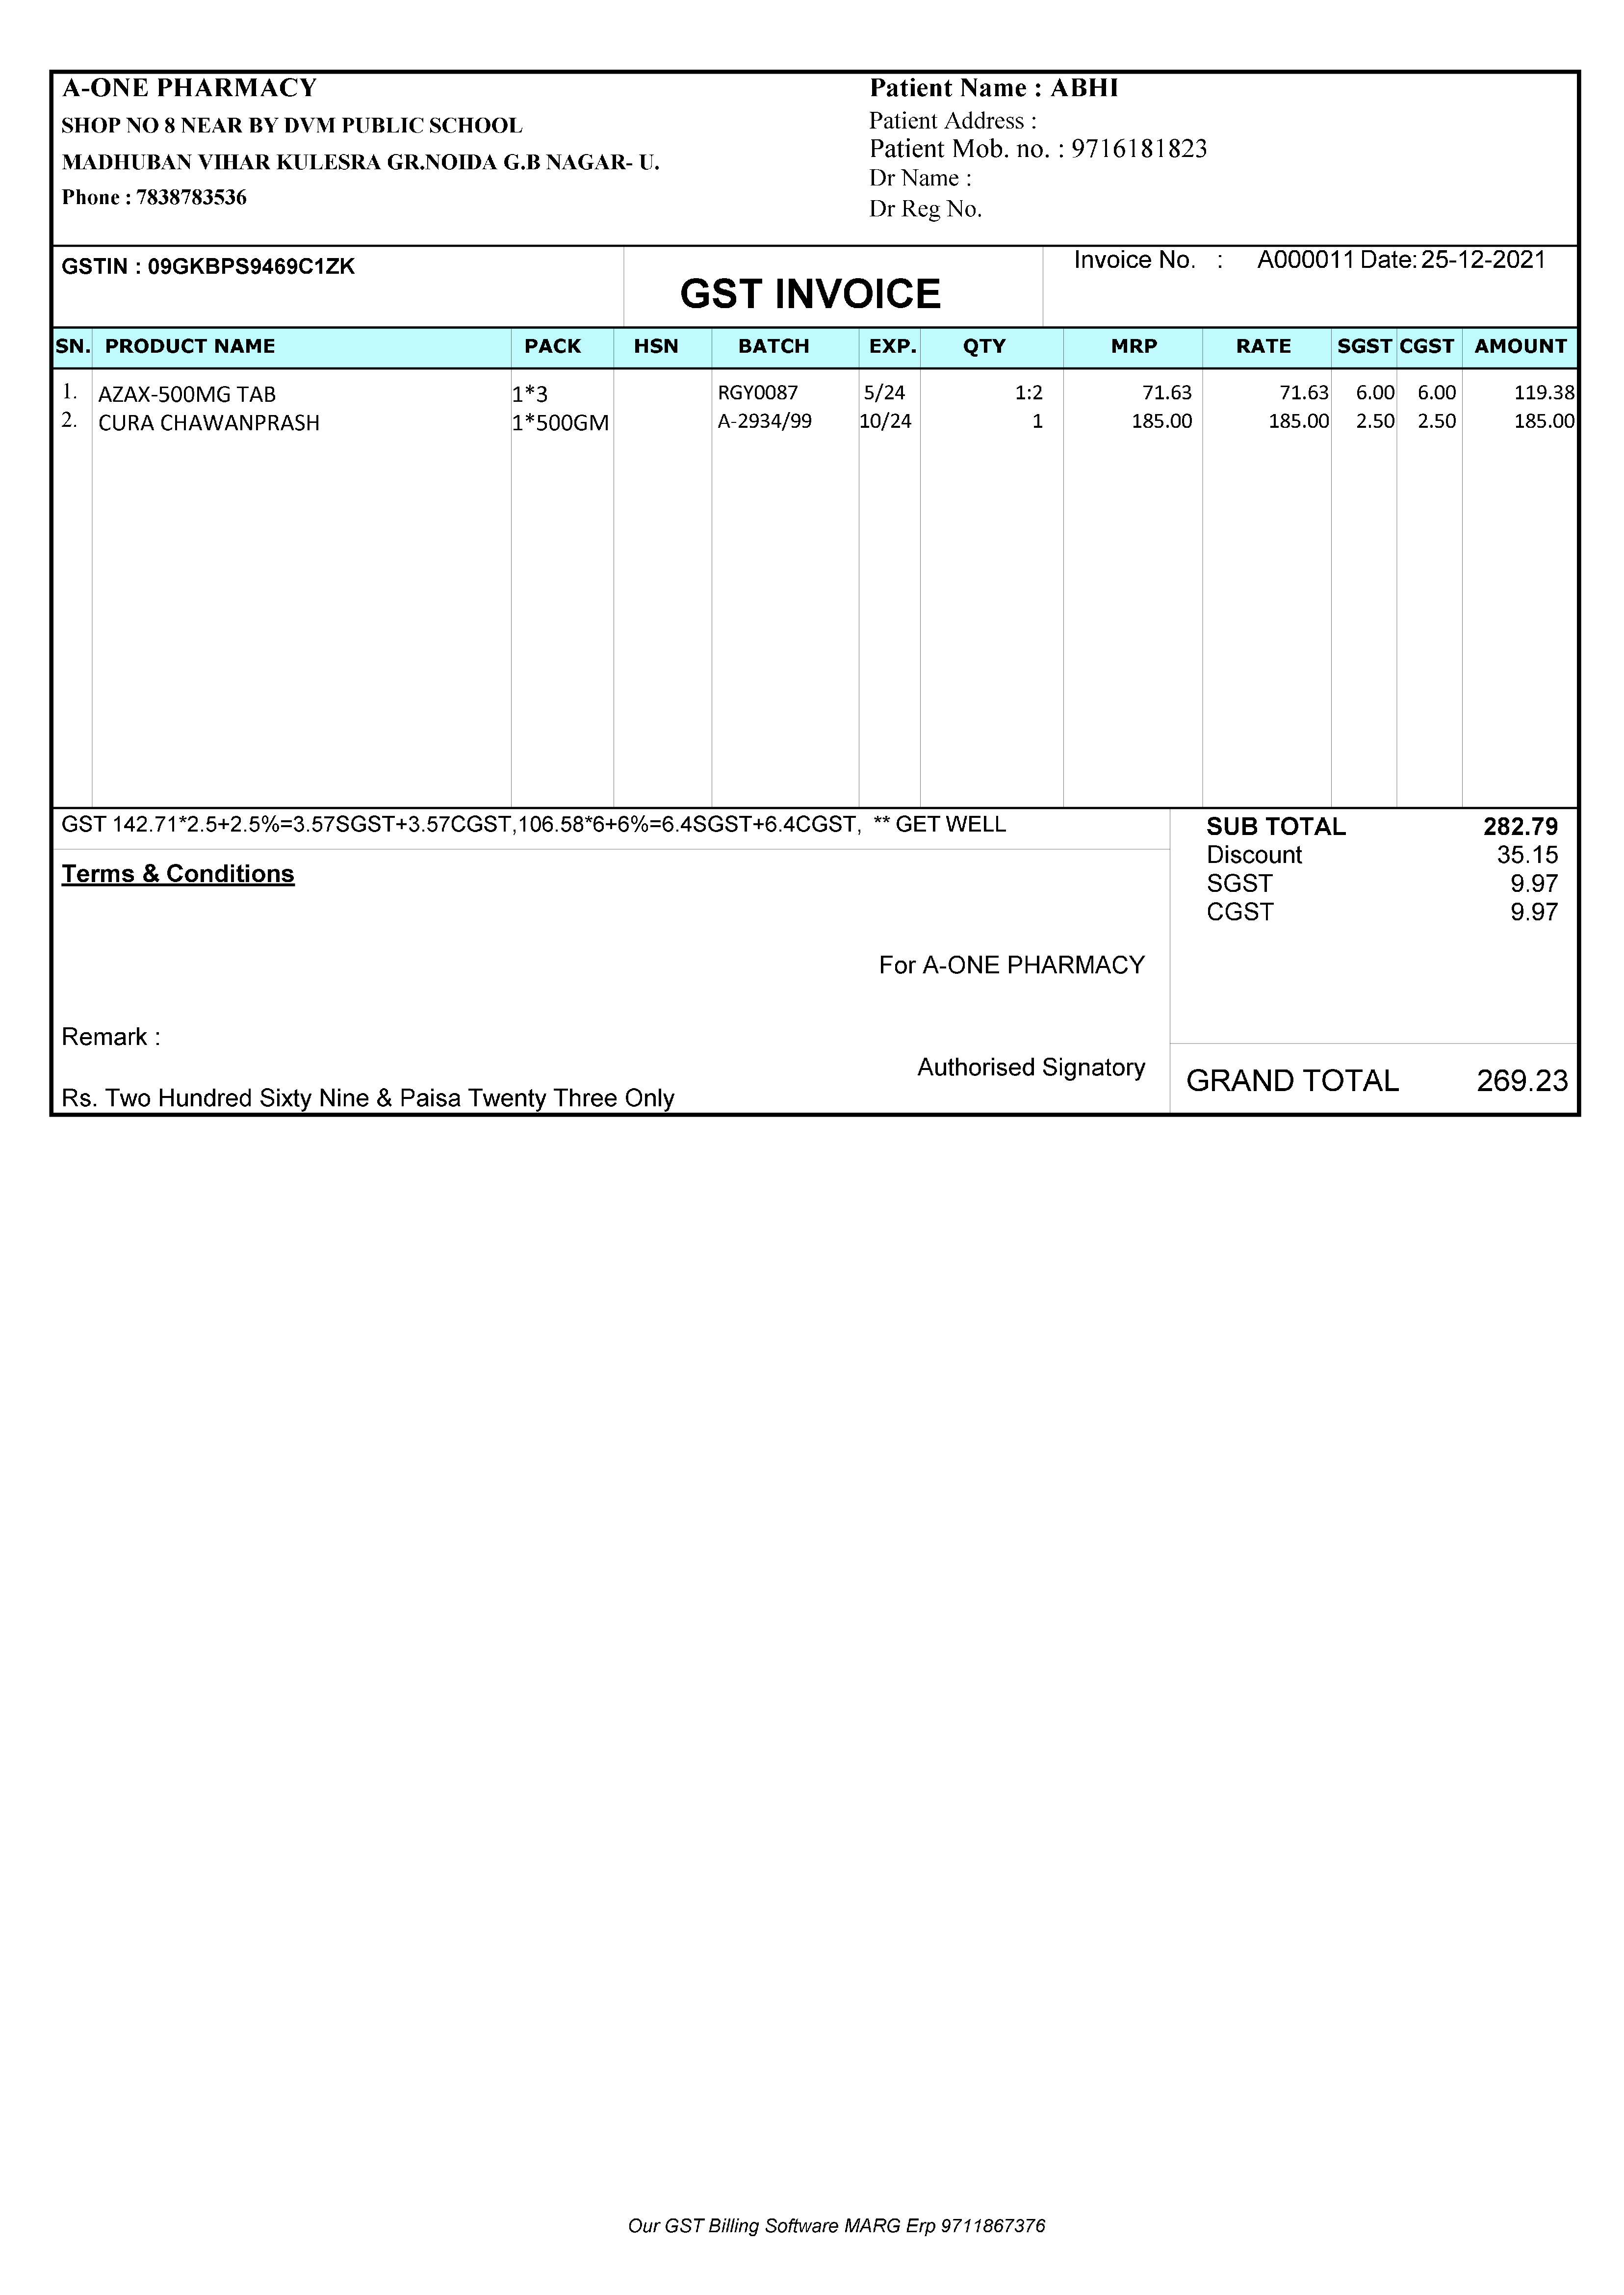 A-ONE PHARMACY
SHOP NO 8 NEAR BY DVM PUBLIC SCHOOL
MADHUBAN VIHAR KULESRA GR.NOIDA G.B NAGAR- U.
Phone : 7838783536
Patient Name : ABHI
Patient Address :
Patient Mob. no. : 9716181823
Dr Name :
Dr Reg No.
GSTIN : 09GKBPS9469C1ZK
GST INVOICE
Invoice No. : A000011 Date: 25-12-2021
SN. PRODUCT NAME PACK HSN BATCH EXP. QTY MRP RATE SGST CGST AMOUNT
1. AZAX-500MG TAB 1*3 RGY0087 5/24 1:2 71.63 71.63 6.00 6.00 119.38
2. CURA CHAWANPRASH 1*500GM A-2934/99 10/24 1 185.00 185.00 2.50 2.50 185.00
GST 142.71*2.5+2.5%=3.57SGST+3.57CGST,106.58*6+6%=6.4SGST+6.4CGST, ** GET WELL
Terms & Conditions
For A-ONE PHARMACY
Remark :
Authorised Signatory
Rs. Two Hundred Sixty Nine & Paisa Twenty Three Only
SUB TOTAL 282.79
Discount 35.15
SGST 9.97
CGST 9.97
GRAND TOTAL 269.23
Our GST Billing Software MARG Erp 9711867376